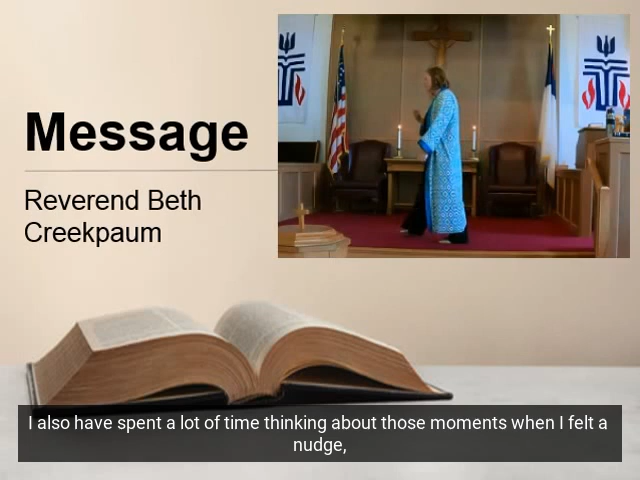 Message
Reverend Beth
Creekpaum
I also have spent a lot of time thinking about those moments when I felt a
nudge,